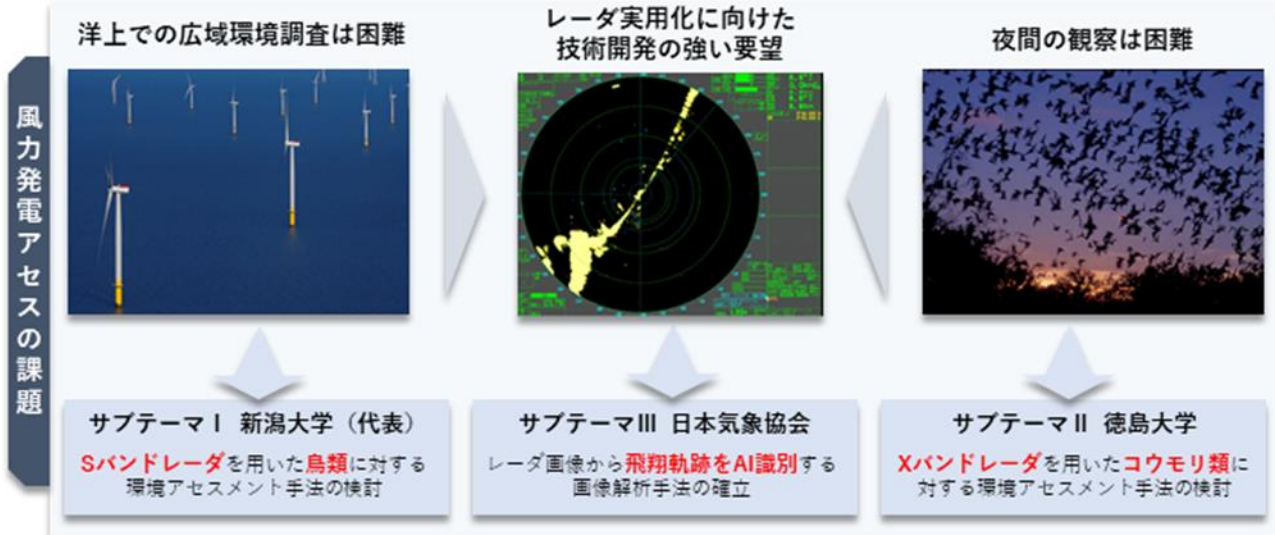 風力発電アセスの課題
洋上での広域環境調査は困難
レーダ実用化に向けた
技術開発の強い要望
夜間の観察は困難
サブテーマⅠ 新潟大学（代表）
Sバンドレーダを用いた鳥類に対する
環境アセスメント手法の検討
サブテーマⅢ 日本気象協会
レーダ画像から飛翔軌跡をAI識別する
画像解析手法の確立
サブテーマⅡ 徳島大学
Xバンドレーダを用いたコウモリ類に
対する環境アセスメント手法の検討